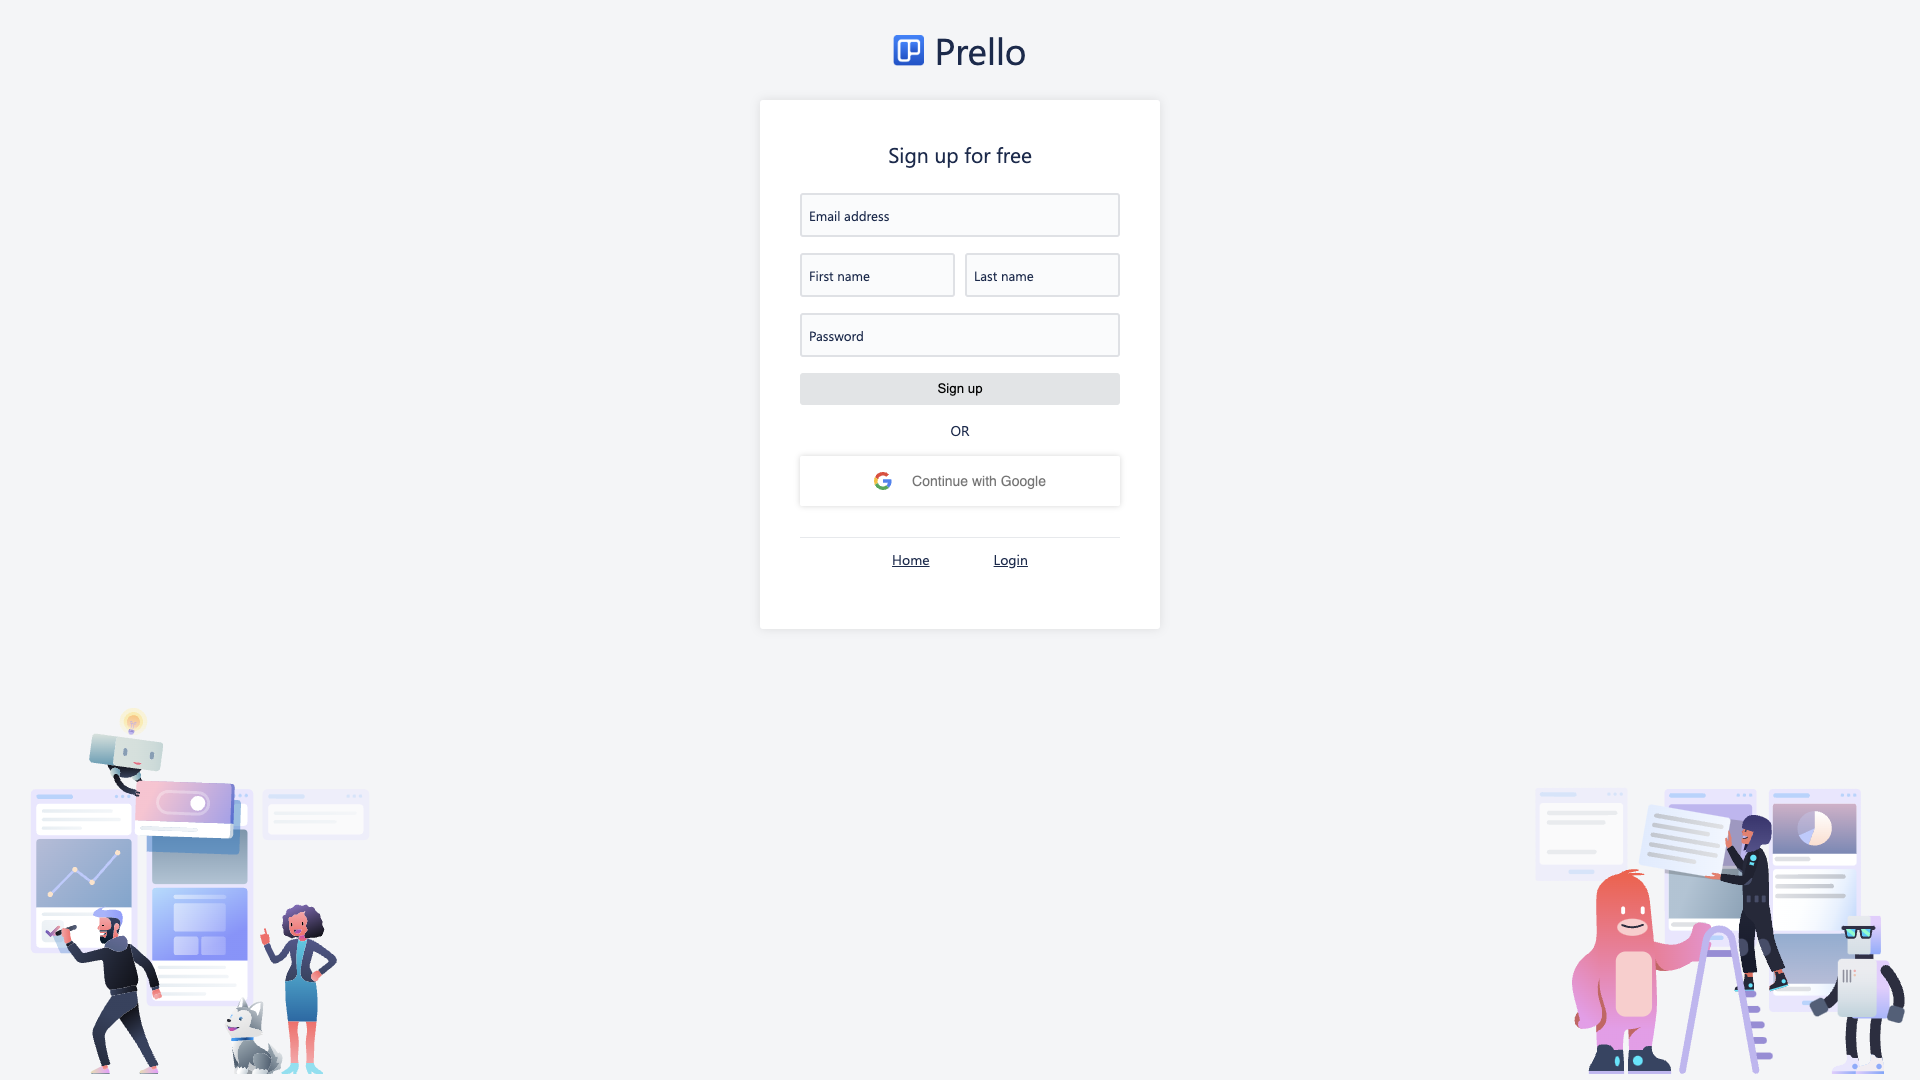 Prello
Sign up for free
Email address
First name
Last name
Password
Sign up
OR
Continue with Google
Home
Login